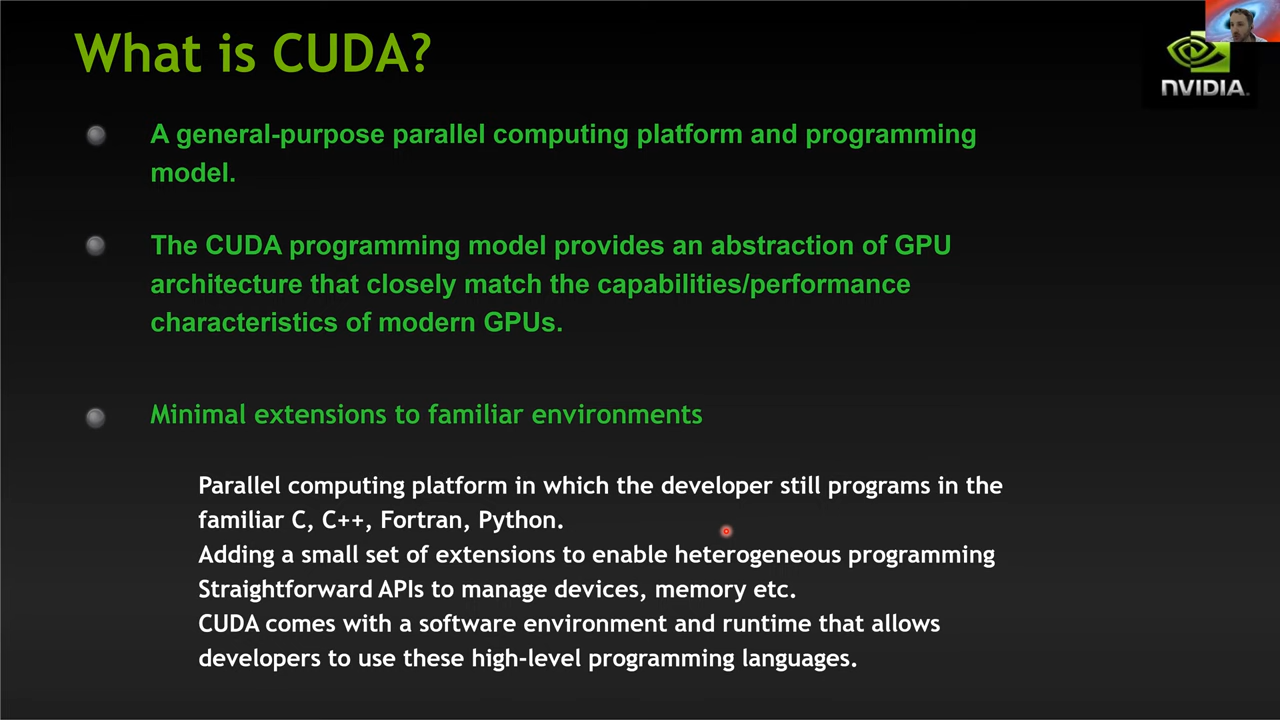 What is CUDA?
NVIDIA.
A general-purpose parallel computing platform and programming
model.
The CUDA programming model provides an abstraction of GPU
architecture that closely match the capabilities/performance
characteristics of modern GPUs.
Minimal extensions to familiar environments
Parallel computing platform in which the developer still programs in the
familiar C, C++, Fortran, Python.
Adding a small set of extensions to enable heterogeneous programming
Straightforward APIs to manage devices, memory etc.
CUDA comes with a software environment and runtime that allows
developers to use these high-level programming languages.